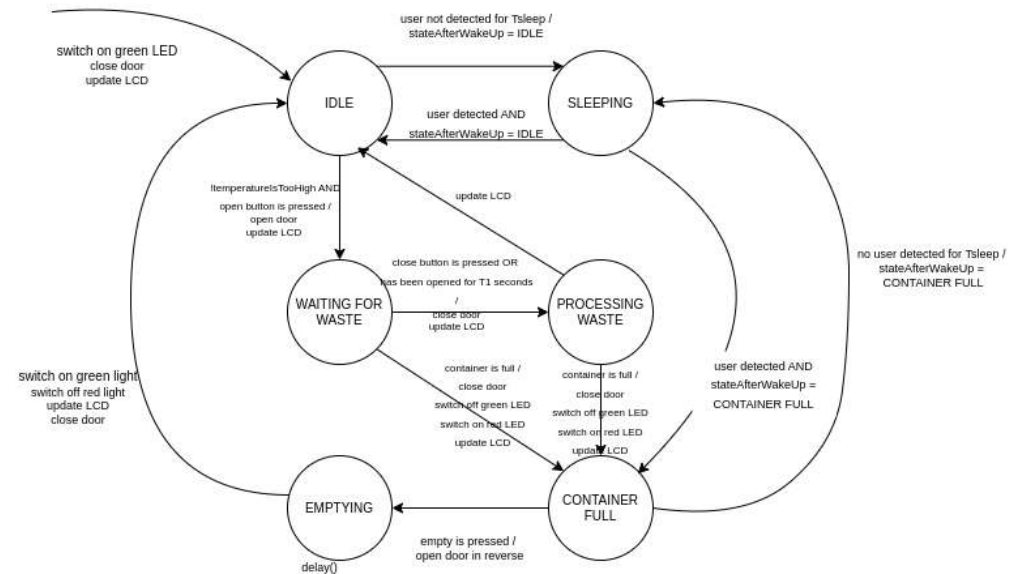 user not detected for Tsleep /
stateAfterWakeUp = IDLE
switch on green LED
close door
update LCD
IDLE
SLEEPING
user detected AND
stateAfterWakeUp = IDLE
!temperatureIsTooHigh AND
open button is pressed /
open door
update LCD
update LCD
no user detected for Tsleep /
stateAfterWakeUp =
CONTAINER FULL
close button is pressed OR
has been opened for T1 seconds
/
close door
update LCD
WAITING FOR
WASTE
PROCESSING
WASTE
switch on green light
switch off red light
update LCD
close door
container is full /
close door
switch off green LED
switch on red LED
update LCD
container is full /
close door
switch off green LED
switch on red LED
update LCD
user detected AND
stateAfterWakeUp =
CONTAINER FULL
EMPTYING
CONTAINER
FULL
empty is pressed /
open door in reverse
delay()